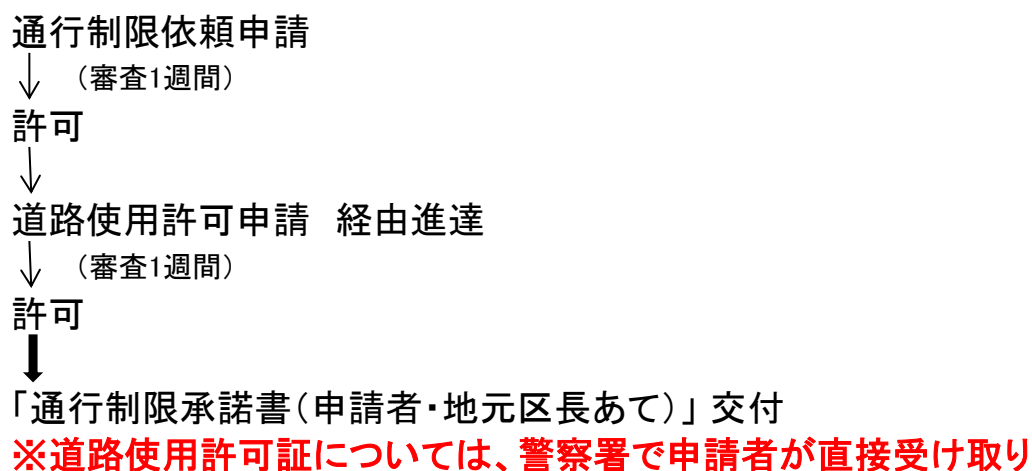 通行制限依頼申請
（審査1週間）
許可
道路使用許可申請　経由進達
（審査1週間）
許可
「通行制限承諾書（申請者・地元区長あて）」交付
※道路使用許可証については、警察署で申請者が直接受け取り